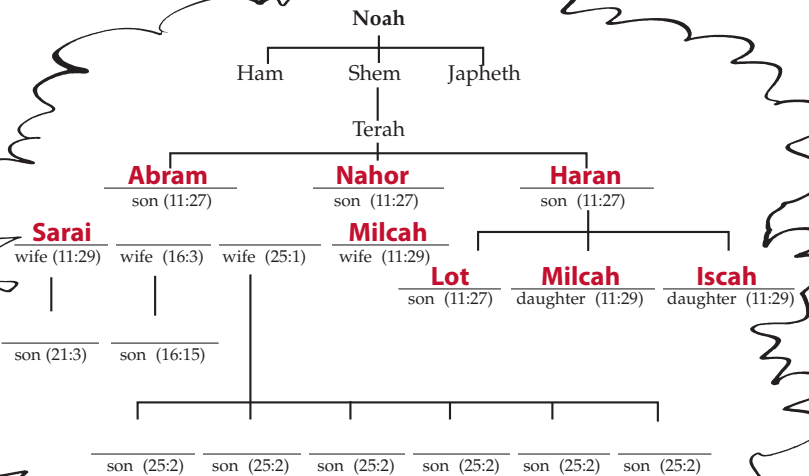 Noah
Ham Shem Japheth
Terah
Abram Nahor Haran
son (11:27) son (11:27) son (11:27)
Sarai Milcah
wife (11:29) wife (16:3) wife (25:1) wife (11:29)
Lot Milcah Iscah
son (11:27) daughter (11:29) daughter (11:29)
son (21:3) son (16:15)
son (25:2) son (25:2) son (25:2) son (25:2) son (25:2) son (25:2)